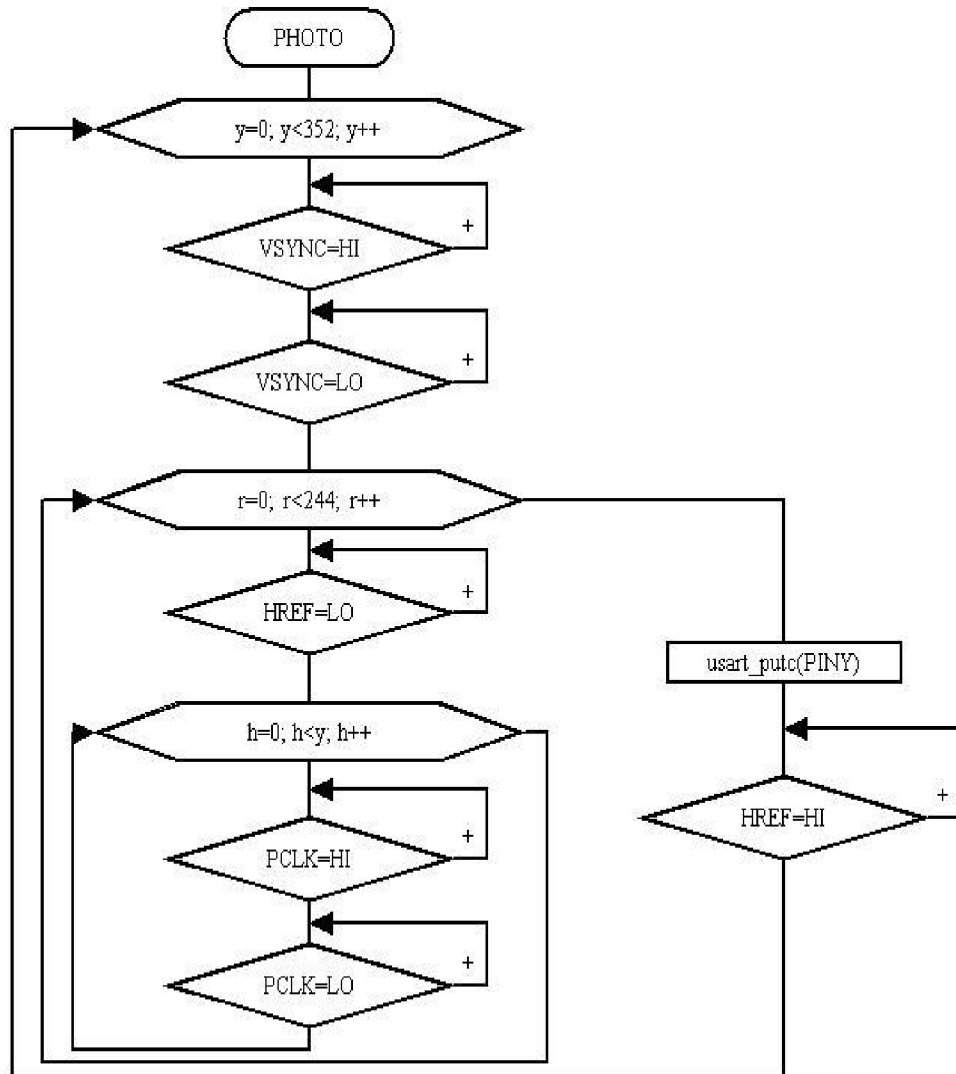 PHOTO
y=0; y<352; y++
+
VSYNC=HI
+
VSYNC=LO
r=0; r<244; r++
+
HREF=LO
usart_putc(PINY)
h=0; h<y; h++
+
HREF=HI
+
PCLK=HI
+
PCLK=LO